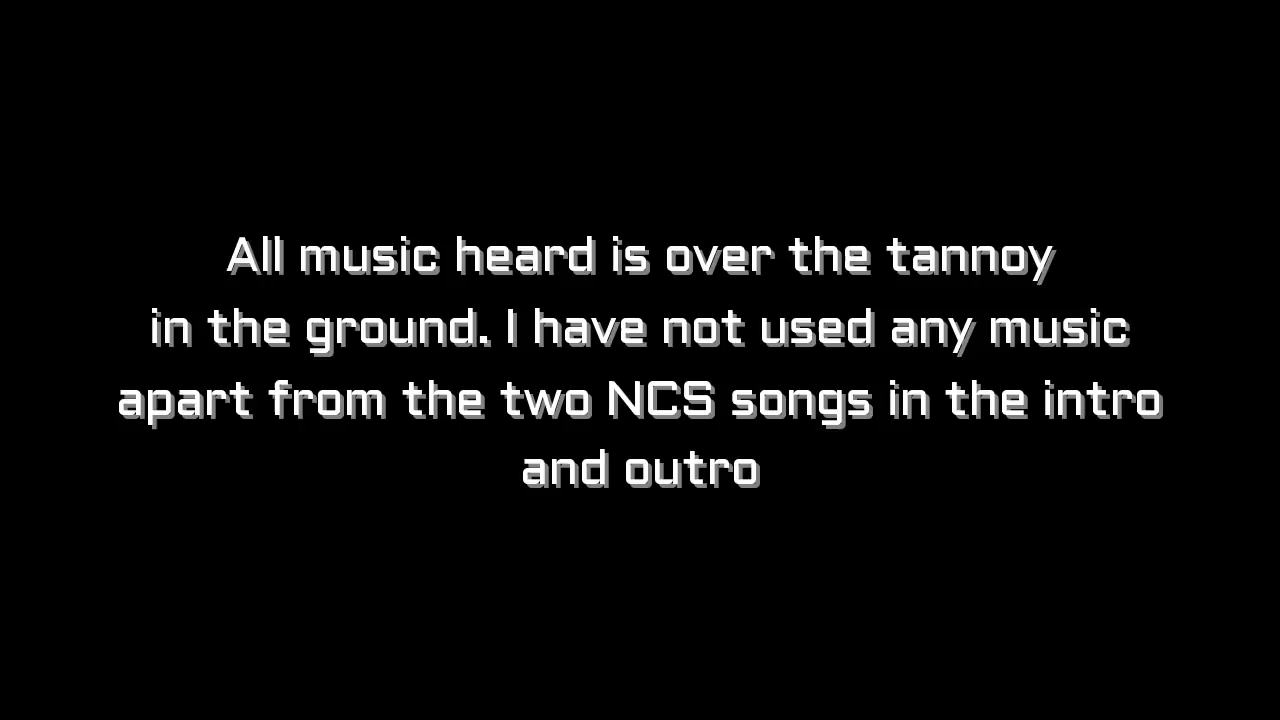 All music heard is over the tannoy
in the ground. I have not used any music
apart from the two NCS songs in the intro
and outro